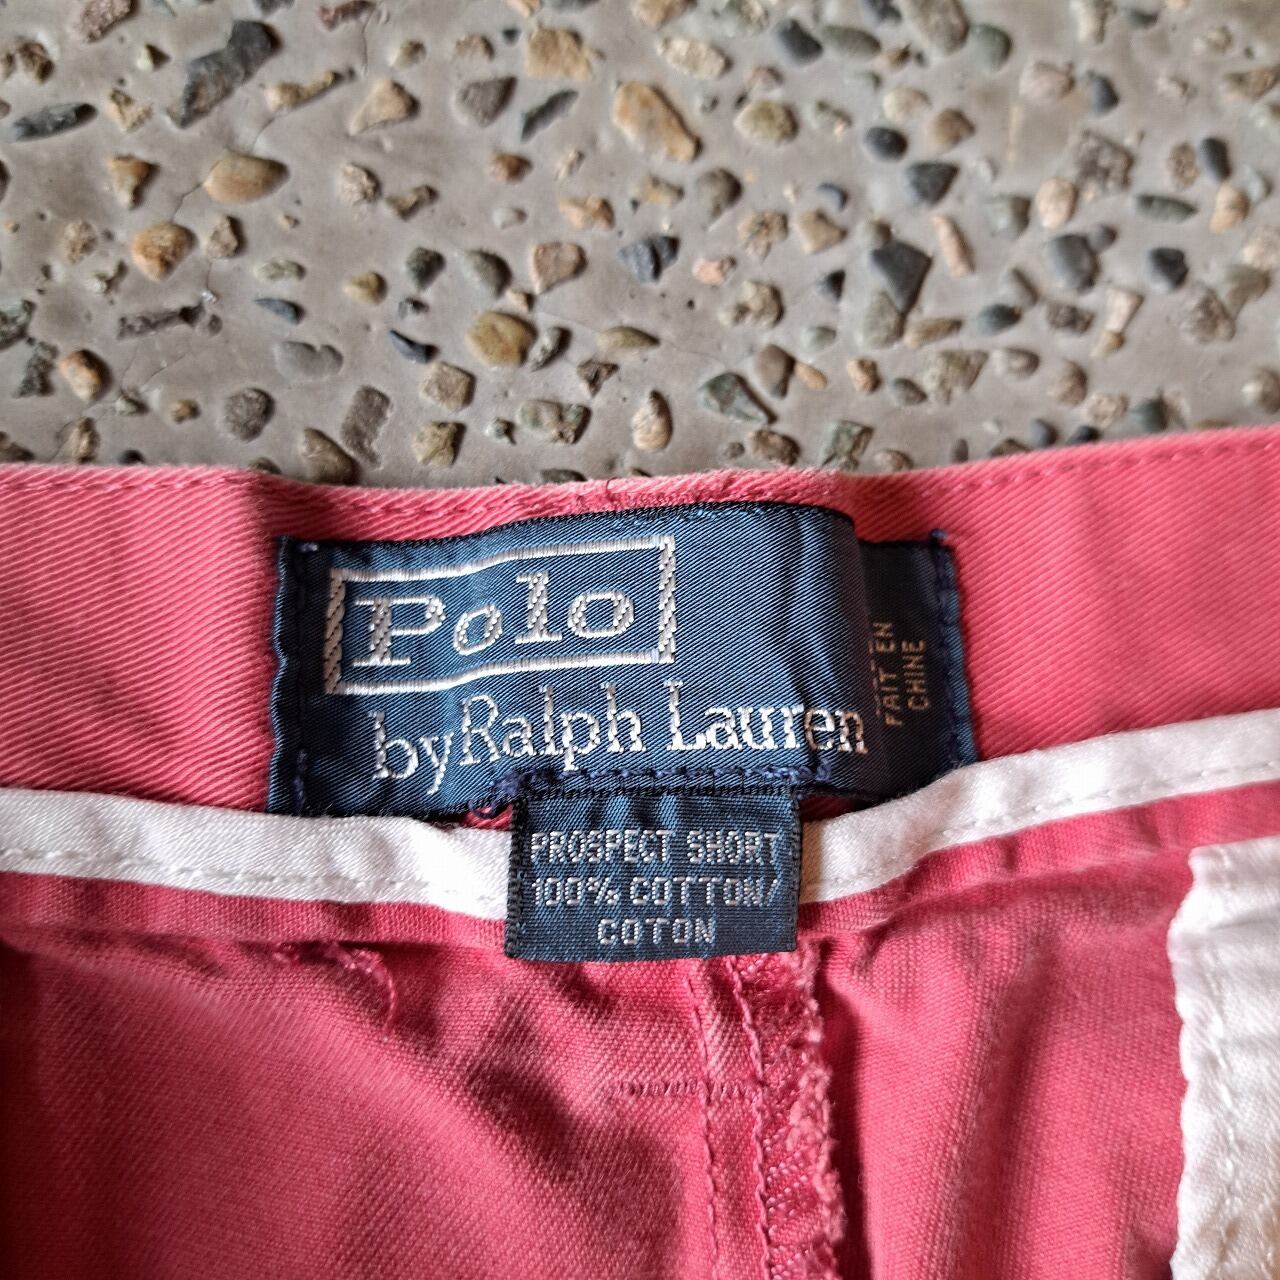 Polo
by Ralph Lauren
FAIT EN
CHINE
PROSPECT SHORT
100% COTTON/
COTON